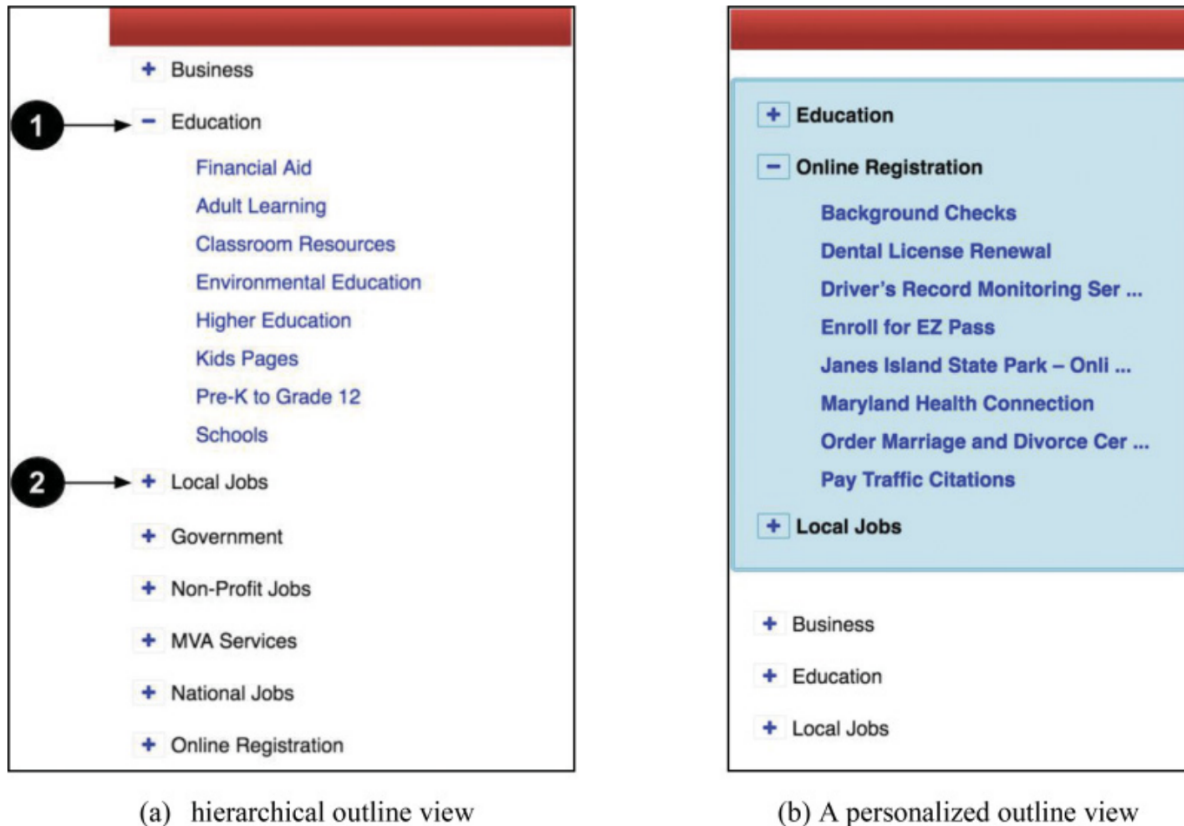 + Business
1
− Education
Financial Aid
Adult Learning
Classroom Resources
Environmental Education
Higher Education
Kids Pages
Pre-K to Grade 12
Schools
2
+ Local Jobs
+ Government
+ Non-Profit Jobs
+ MVA Services
+ National Jobs
+ Online Registration
(a) hierarchical outline view
+ Education
− Online Registration
Background Checks
Dental License Renewal
Driver’s Record Monitoring Ser ...
Enroll for EZ Pass
Janes Island State Park – Onli ...
Maryland Health Connection
Order Marriage and Divorce Cer ...
Pay Traffic Citations
+ Local Jobs
+ Business
+ Education
+ Local Jobs
(b) A personalized outline view